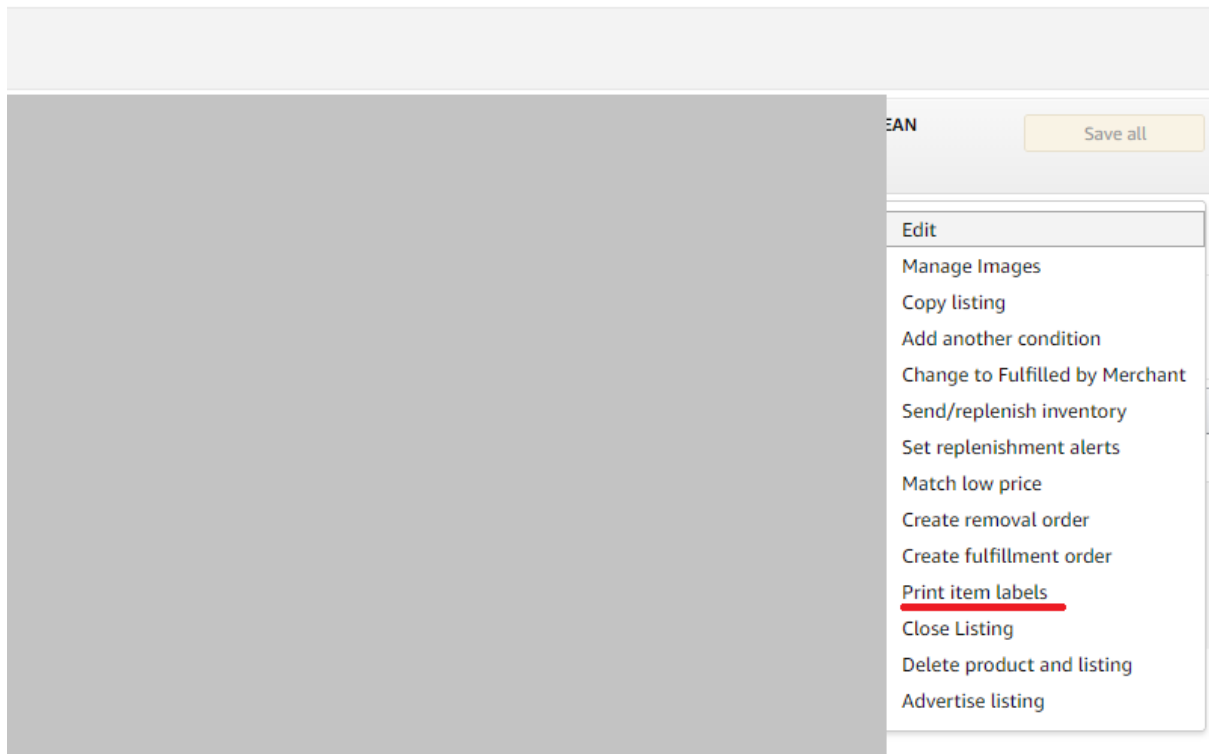 EAN
Save all
Edit
Manage Images
Copy listing
Add another condition
Change to Fulfilled by Merchant
Send/replenish inventory
Set replenishment alerts
Match low price
Create removal order
Create fulfillment order
Print item labels
Close Listing
Delete product and listing
Advertise listing